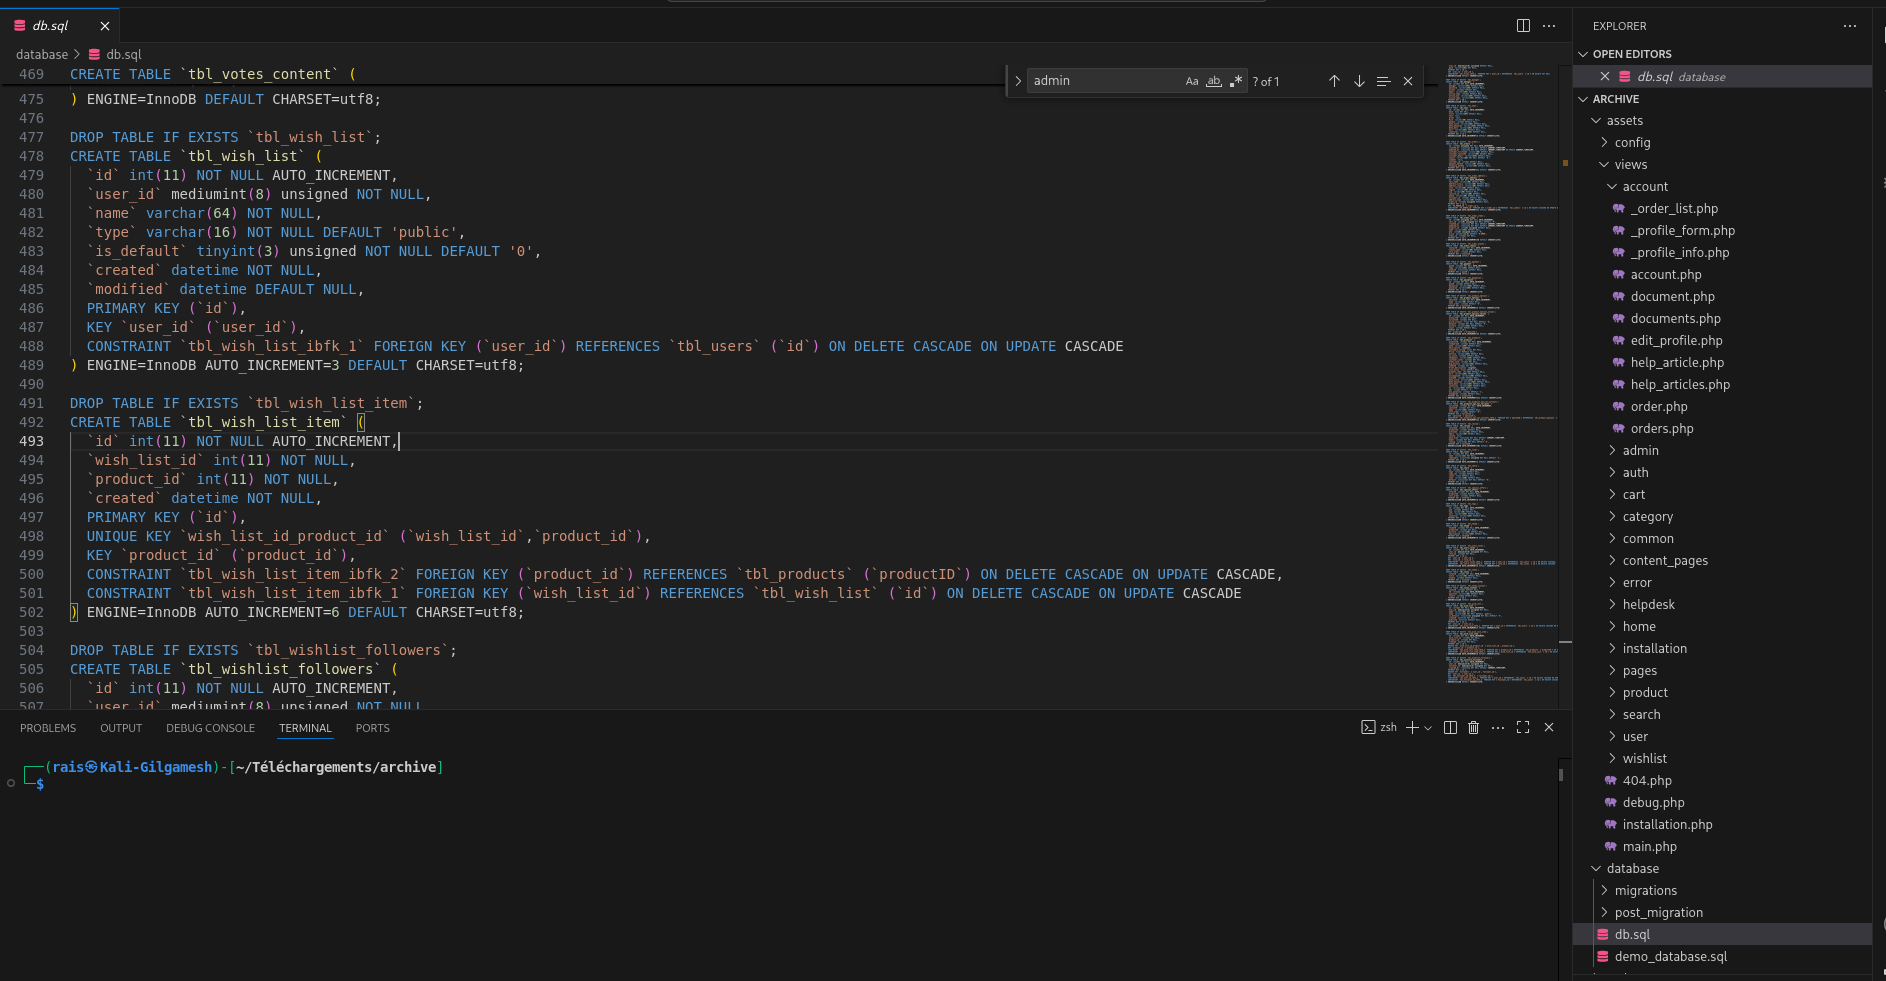 db.sql
database > db.sql
469 CREATE TABLE `tbl_votes_content` (
475 ) ENGINE=InnoDB DEFAULT CHARSET=utf8;
476
477 DROP TABLE IF EXISTS `tbl_wish_list`;
478 CREATE TABLE `tbl_wish_list` (
479 `id` int(11) NOT NULL AUTO_INCREMENT,
480 `user_id` mediumint(8) unsigned NOT NULL,
481 `name` varchar(64) NOT NULL,
482 `type` varchar(16) NOT NULL DEFAULT 'public',
483 `is_default` tinyint(3) unsigned NOT NULL DEFAULT '0',
484 `created` datetime NOT NULL,
485 `modified` datetime DEFAULT NULL,
486 PRIMARY KEY (`id`),
487 KEY `user_id` (`user_id`),
488 CONSTRAINT `tbl_wish_list_ibfk_1` FOREIGN KEY (`user_id`) REFERENCES `tbl_users` (`id`) ON DELETE CASCADE ON UPDATE CASCADE
489 ) ENGINE=InnoDB AUTO_INCREMENT=3 DEFAULT CHARSET=utf8;
490
491 DROP TABLE IF EXISTS `tbl_wish_list_item`;
492 CREATE TABLE `tbl_wish_list_item` (
493 `id` int(11) NOT NULL AUTO_INCREMENT,
494 `wish_list_id` int(11) NOT NULL,
495 `product_id` int(11) NOT NULL,
496 `created` datetime NOT NULL,
497 PRIMARY KEY (`id`),
498 UNIQUE KEY `wish_list_id_product_id` (`wish_list_id`,`product_id`),
499 KEY `product_id` (`product_id`),
500 CONSTRAINT `tbl_wish_list_item_ibfk_2` FOREIGN KEY (`product_id`) REFERENCES `tbl_products` (`productID`) ON DELETE CASCADE ON UPDATE CASCADE,
501 CONSTRAINT `tbl_wish_list_item_ibfk_1` FOREIGN KEY (`wish_list_id`) REFERENCES `tbl_wish_list` (`id`) ON DELETE CASCADE ON UPDATE CASCADE
502 ) ENGINE=InnoDB AUTO_INCREMENT=6 DEFAULT CHARSET=utf8;
503
504 DROP TABLE IF EXISTS `tbl_wishlist_followers`;
505 CREATE TABLE `tbl_wishlist_followers` (
506 `id` int(11) NOT NULL AUTO_INCREMENT,
507 `user_id` mediumint(8) unsigned NOT NULL
admin Aa ab .* ? of 1
PROBLEMS OUTPUT DEBUG CONSOLE TERMINAL PORTS
zsh
┌──(rais㉿Kali-Gilgamesh)-[~/Téléchargements/archive]
└─$
EXPLORER
OPEN EDITORS
db.sql database
ARCHIVE
assets
config
views
account
_order_list.php
_profile_form.php
_profile_info.php
account.php
document.php
documents.php
edit_profile.php
help_article.php
help_articles.php
order.php
orders.php
admin
auth
cart
category
common
content_pages
error
helpdesk
home
installation
pages
product
search
user
wishlist
404.php
debug.php
installation.php
main.php
database
migrations
post_migration
db.sql
demo_database.sql